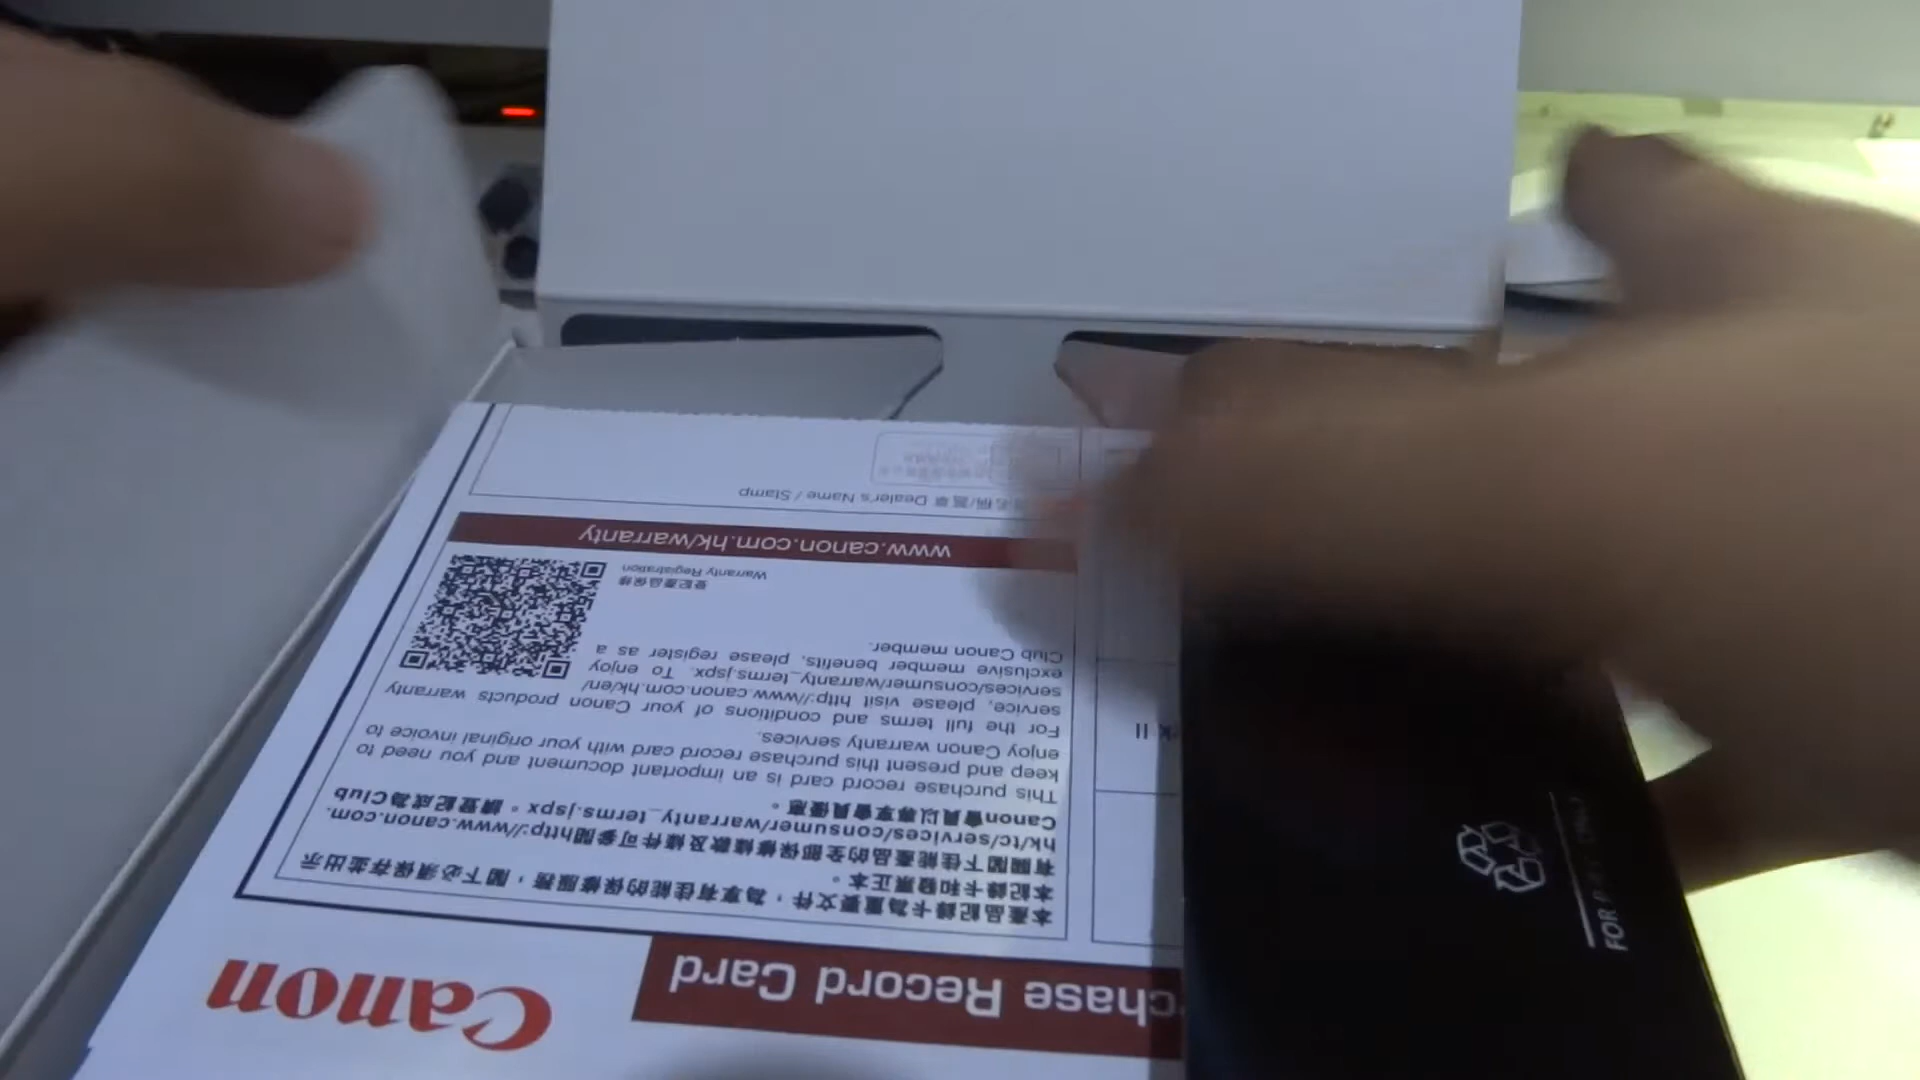 Canon
chase Record Card
本產品記錄卡為重要文件，為享有佳能的保修服務，閣下必須保存並出示
本記錄卡和發票正本。
有關閣下佳能產品的全部保修條款及條件可參閱http://www.canon.com.
hk/tc/services/consumer/warranty_terms.jspx。請登記成為Club
Canon會員以尊享會員優惠。
This purchase record card is an important document and you need to
keep and present this purchase record card with your original invoice to
enjoy Canon warranty services.
For the full terms and conditions of your Canon products warranty
service, please visit http://www.canon.com.hk/en/
services/consumer/warranty_terms.jspx. To enjoy
exclusive member benefits, please register as a
Club Canon member.
登記產品保修
Warranty Registration
www.canon.com.hk/warranty
名稱/蓋章 Dealer's Name / Stamp
k II
FOR